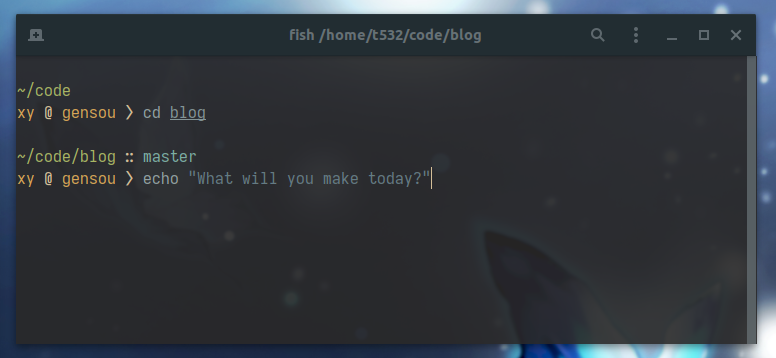 fish /home/t532/code/blog
~/code
xy @ gensou > cd blog
~/code/blog :: master
xy @ gensou > echo "What will you make today?"